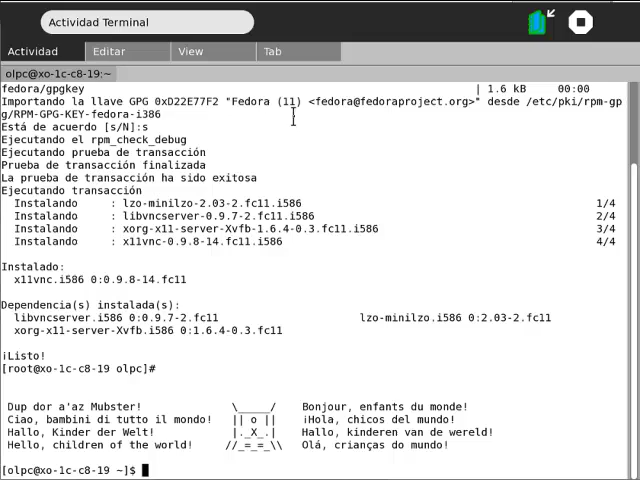 Actividad Terminal
Actividad Editar View Tab
olpc@xo-1c-c8-19:~
fedora/gpgkey | 1.6 kB 00:00
Importando la llave GPG 0xD22E77F2 "Fedora (11) <fedora@fedoraproject.org>" desde /etc/pki/rpm-gp
g/RPM-GPG-KEY-fedora-i386
Está de acuerdo [s/N]:s
Ejecutando el rpm_check_debug
Ejecutando prueba de transacción
Prueba de transacción finalizada
La prueba de transacción ha sido exitosa
Ejecutando transacción
Instalando : lzo-minilzo-2.03-2.fc11.i586 1/4
Instalando : libvncserver-0.9.7-2.fc11.i586 2/4
Instalando : xorg-x11-server-Xvfb-1.6.4-0.3.fc11.i586 3/4
Instalando : x11vnc-0.9.8-14.fc11.i586 4/4
Instalado:
x11vnc.i586 0:0.9.8-14.fc11
Dependencia(s) instalada(s):
libvncserver.i586 0:0.9.7-2.fc11 lzo-minilzo.i586 0:2.03-2.fc11
xorg-x11-server-Xvfb.i586 0:1.6.4-0.3.fc11
¡Listo!
[root@xo-1c-c8-19 olpc]#
Dup dor a'az Mubster! \_____/ Bonjour, enfants du monde!
Ciao, bambini di tutto il mondo! || o || ¡Hola, chicos del mundo!
Hallo, Kinder der Welt! |._X_.| Hallo, kinderen van de wereld!
Hello, children of the world! //_=_=_\\ Olá, crianças do mundo!
[olpc@xo-1c-c8-19 ~]$